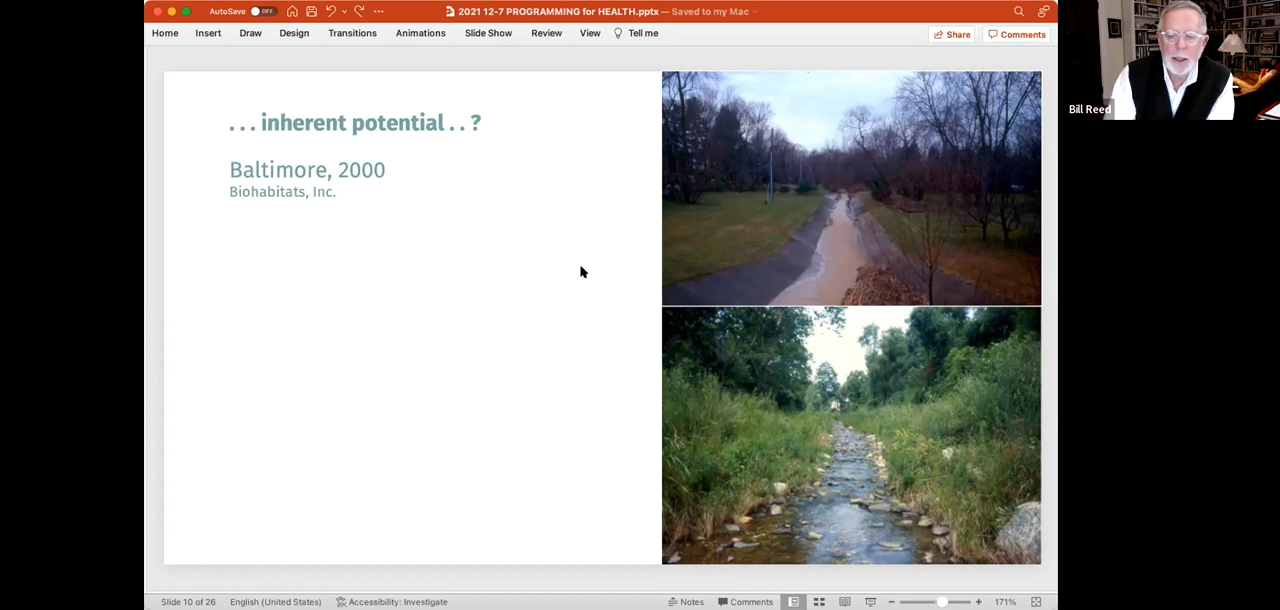 AutoSave OFF
2021 12-7 PROGRAMMING for HEALTH.pptx — Saved to my Mac
Home Insert Draw Design Transitions Animations Slide Show Review View Tell me
Share Comments
Bill Reed
. . . inherent potential . . ?
Baltimore, 2000
Biohabitats, Inc.
Slide 10 of 26 English (United States) Accessibility: Investigate Notes Comments 171%